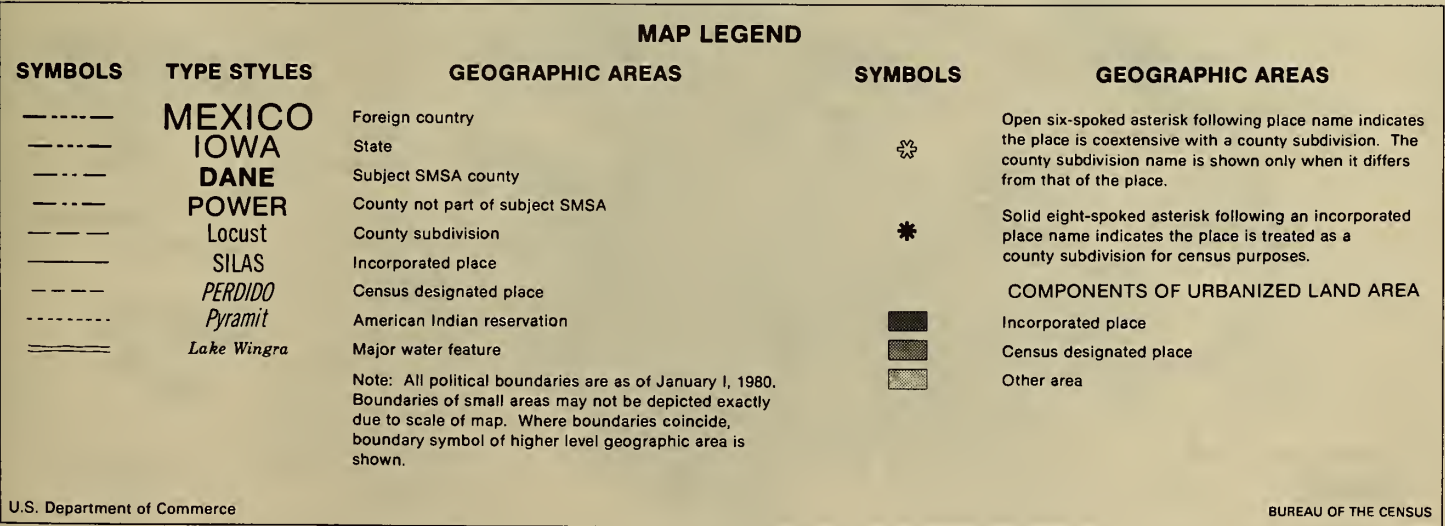 MAP LEGEND
SYMBOLS TYPE STYLES GEOGRAPHIC AREAS
MEXICO Foreign country
IOWA State
DANE Subject SMSA county
POWER County not part of subject SMSA
Locust County subdivision
SILAS Incorporated place
PERDIDO Census designated place
Pyramit American Indian reservation
Lake Wingra Major water feature
Note: All political boundaries are as of January I, 1980.
Boundaries of small areas may not be depicted exactly
due to scale of map. Where boundaries coincide,
boundary symbol of higher level geographic area is
shown.
SYMBOLS GEOGRAPHIC AREAS
Open six-spoked asterisk following place name indicates
the place is coextensive with a county subdivision. The
county subdivision name is shown only when it differs
from that of the place.
Solid eight-spoked asterisk following an incorporated
place name indicates the place is treated as a
county subdivision for census purposes.
COMPONENTS OF URBANIZED LAND AREA
Incorporated place
Census designated place
Other area
U.S. Department of Commerce
BUREAU OF THE CENSUS